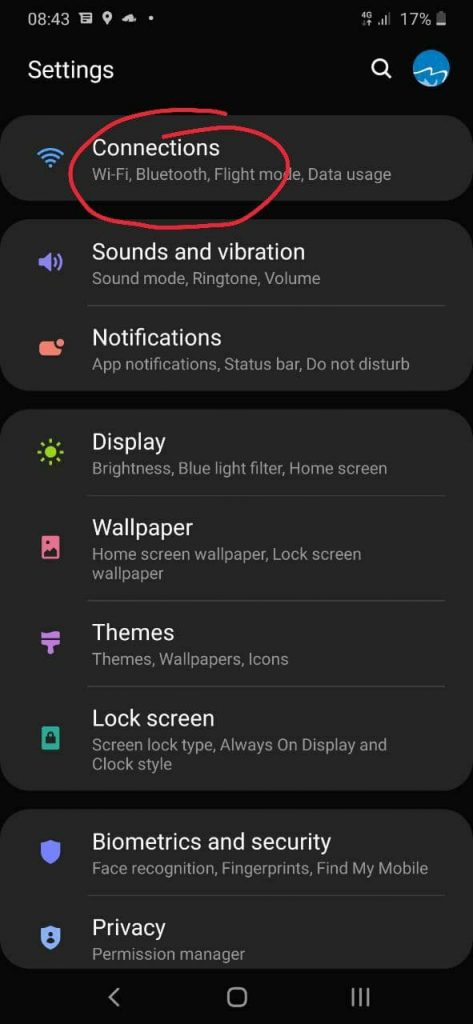 08:43 4G 17%
Settings
Connections
Wi-Fi, Bluetooth, Flight mode, Data usage
Sounds and vibration
Sound mode, Ringtone, Volume
Notifications
App notifications, Status bar, Do not disturb
Display
Brightness, Blue light filter, Home screen
Wallpaper
Home screen wallpaper, Lock screen
wallpaper
Themes
Themes, Wallpapers, Icons
Lock screen
Screen lock type, Always On Display and
Clock style
Biometrics and security
Face recognition, Fingerprints, Find My Mobile
Privacy
Permission manager